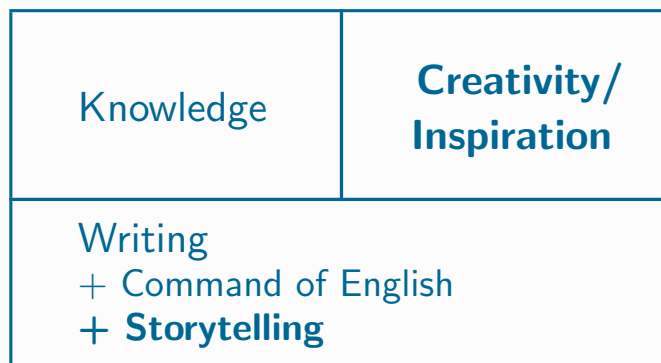 Knowledge
Creativity/
Inspiration
Writing
+ Command of English
+ Storytelling